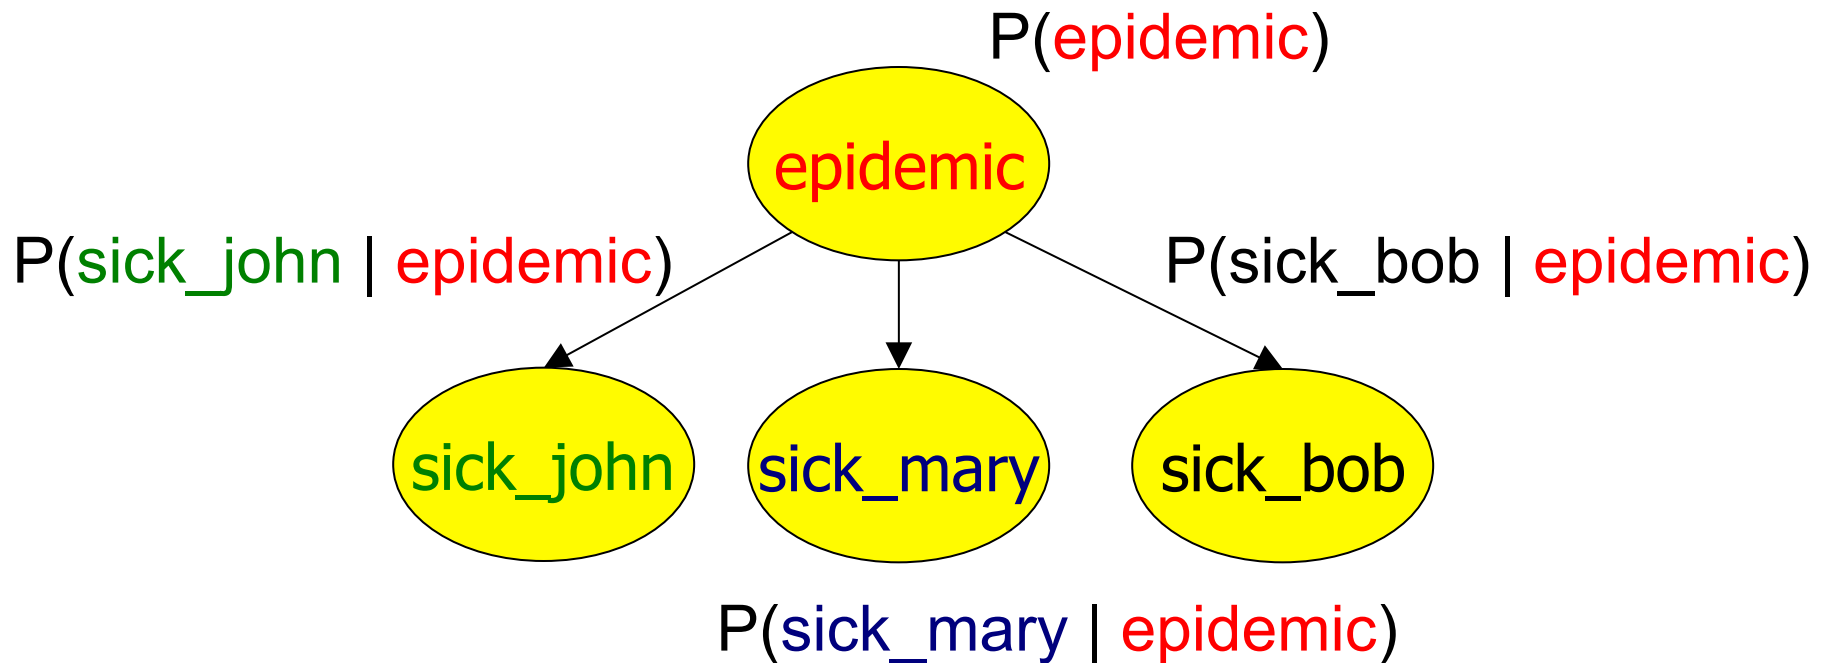 P(epidemic)
epidemic
P(sick_john | epidemic)
P(sick_bob | epidemic)
sick_john
sick_mary
sick_bob
P(sick_mary | epidemic)